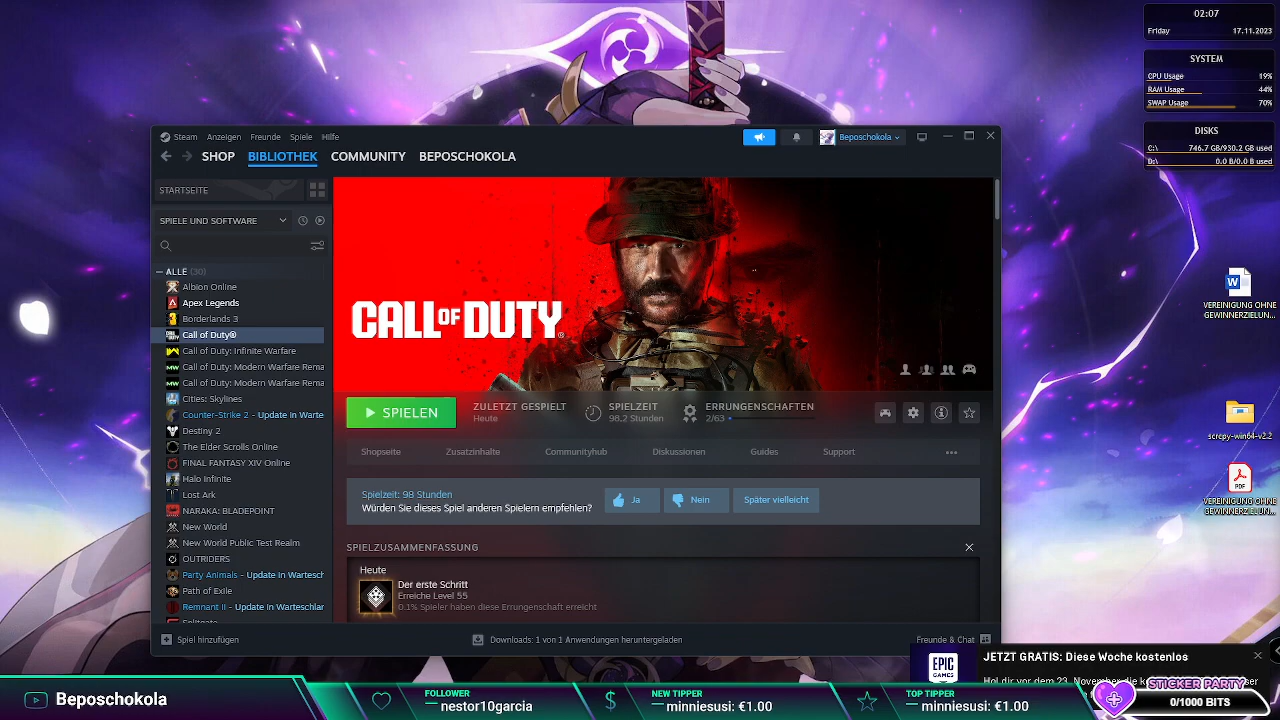 02:07
Friday 17.11.2023
SYSTEM
CPU Usage 19%
RAM Usage 44%
SWAP Usage 70%
DISKS
C:\ 746.7 GB/930.2 GB used
D:\ 0.0 B/0.0 B used
Steam Anzeigen Freunde Spiele Hilfe
Beposchokola
SHOP BIBLIOTHEK COMMUNITY BEPOSCHOKOLA
STARTSEITE
SPIELE UND SOFTWARE
ALLE (30)
Albion Online
Apex Legends
Borderlands 3
Call of Duty®
Call of Duty: Infinite Warfare
Call of Duty: Modern Warfare Rema
Call of Duty: Modern Warfare Rema
Cities: Skylines
Counter-Strike 2 - Update in Warte
Destiny 2
The Elder Scrolls Online
FINAL FANTASY XIV Online
Halo Infinite
Lost Ark
NARAKA: BLADEPOINT
New World
New World Public Test Realm
OUTRIDERS
Party Animals - Update in Wartesch
Path of Exile
Remnant II - Update in Warteschlar
CALL OF DUTY®
SPIELEN
ZULETZT GESPIELT
Heute
SPIELZEIT
98.2 Stunden
ERRUNGENSCHAFTEN
2/63
Shopseite Zusatzinhalte Communityhub Diskussionen Guides Support
Spielzeit: 98 Stunden
Würden Sie dieses Spiel anderen Spielern empfehlen?
Ja Nein Später vielleicht
SPIELZUSAMMENFASSUNG
Heute
Der erste Schritt
Erreiche Level 55
0.1% Spieler haben diese Errungenschaft erreicht
Spiel hinzufügen
Downloads: 1 von 1 Anwendungen heruntergeladen
Freunde & Chat
VEREINIGUNG OHNE
GEWINNERZIELUN...
scrcpy-win64-v2.2
PDF
VEREINIGUNG OHNE
GEWINNERZIELUN...
EPIC
GAMES
JETZT GRATIS: Diese Woche kostenlos
Hol dir vor dem 23. November die k
STICKER PARTY
0/1000 BITS
Beposchokola
FOLLOWER
nestor10garcia
NEW TIPPER
minniesusi: €1.00
TOP TIPPER
minniesusi: €1.00